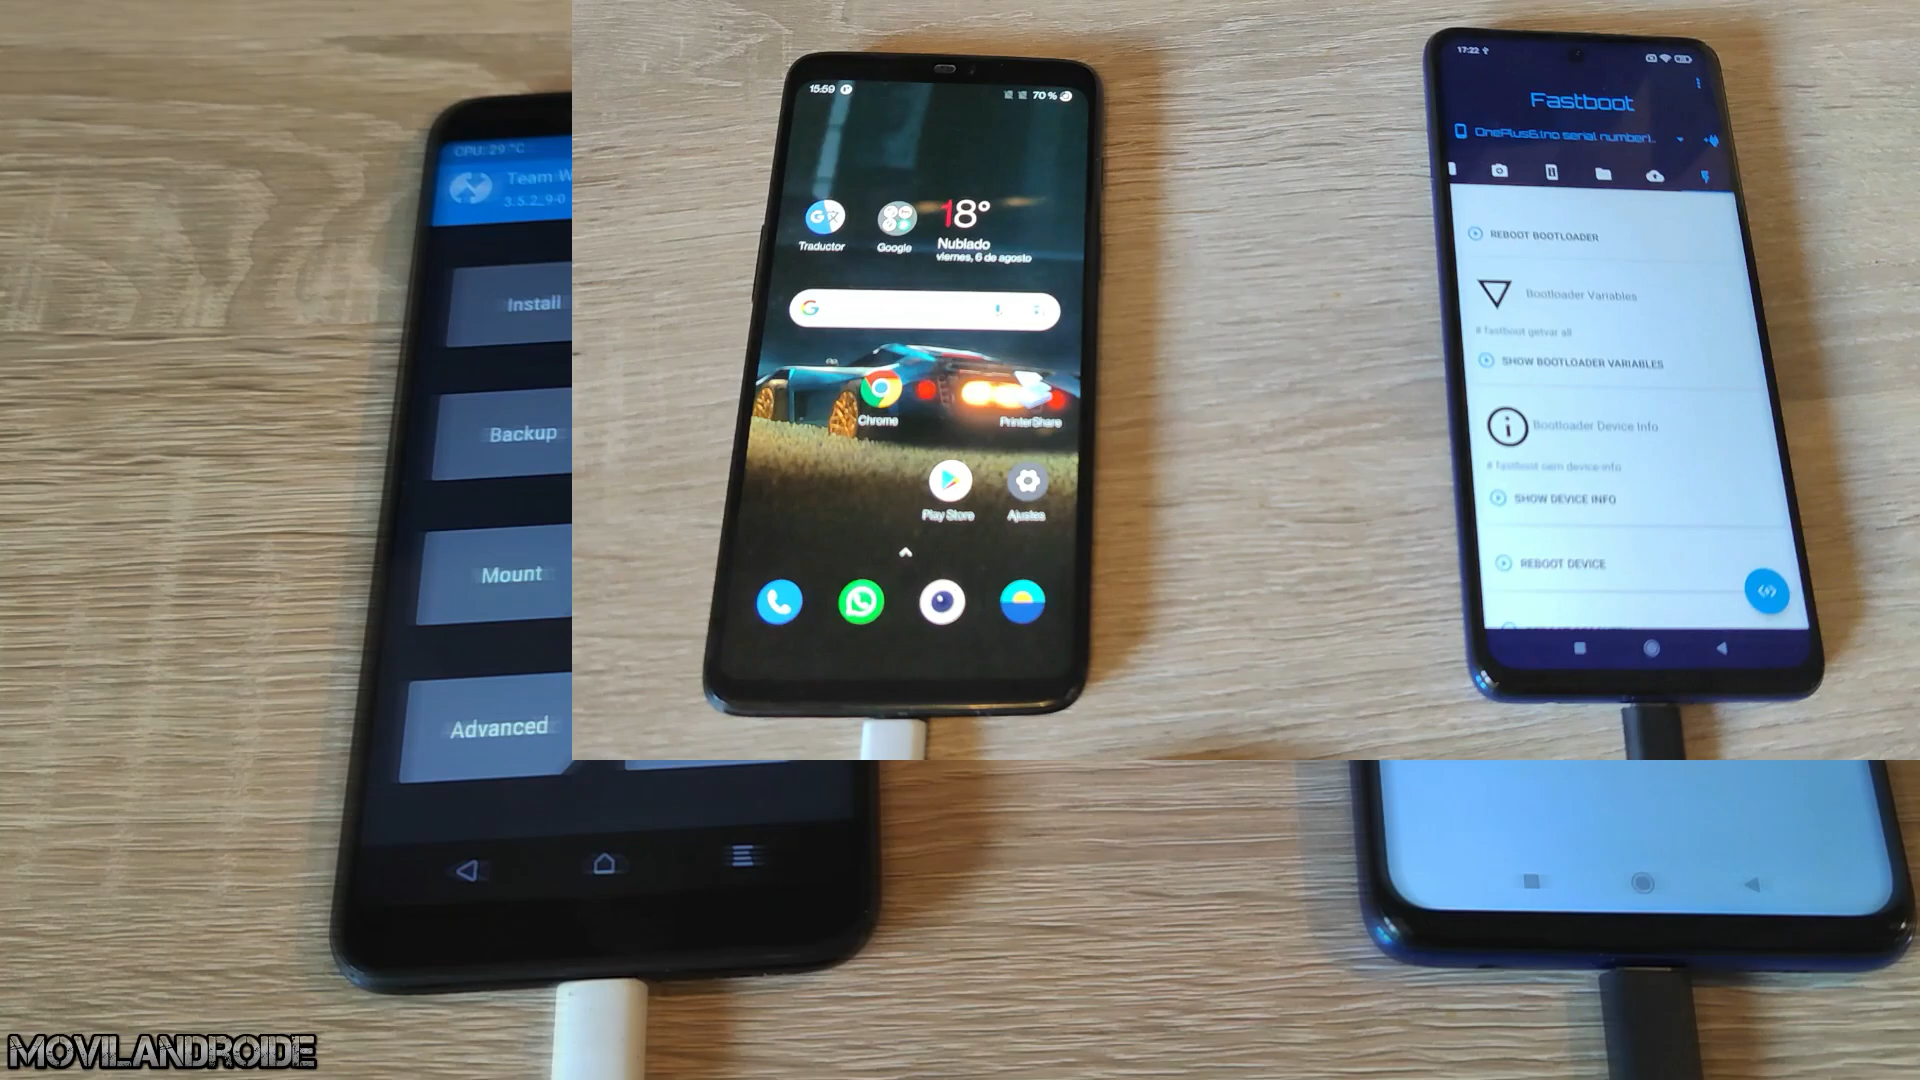 CPU: 29 °C
Team W
3.5.2_9-0
Install
Backup
Mount
Advanced
15:59
70 %
Traductor
Google
18°
Nublado
viernes, 6 de agosto
Chrome
PrinterShare
Play Store
Ajustes
17:22
Fastboot
OnePlus6 (no serial number)..
REBOOT BOOTLOADER
Bootloader Variables
# fastboot getvar all
SHOW BOOTLOADER VARIABLES
Bootloader Device Info
# fastboot oem device-info
SHOW DEVICE INFO
REBOOT DEVICE
MOVILANDROIDE